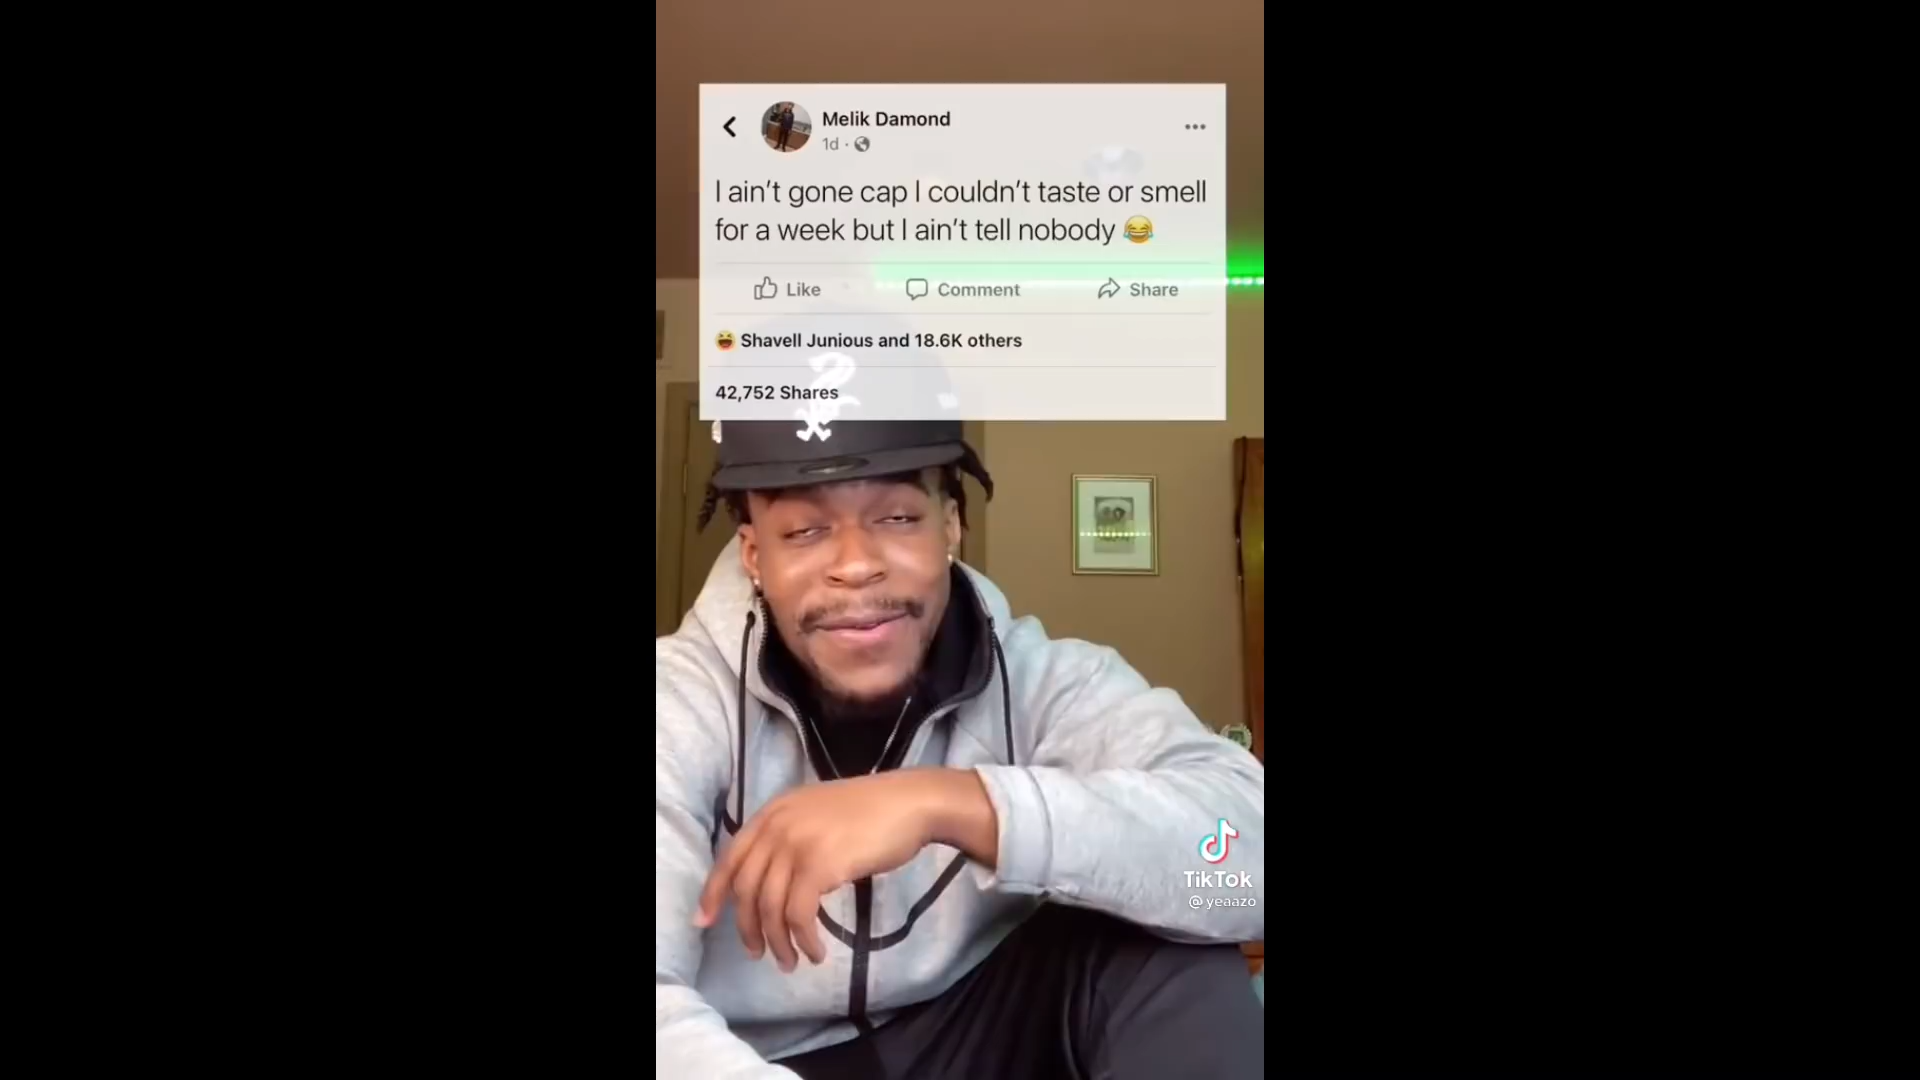 Melik Damond
1d ·
I ain't gone cap I couldn't taste or smell
for a week but I ain't tell nobody 😂
Like Comment Share
Shavell Junious and 18.6K others
42,752 Shares
TikTok
@yeaazo